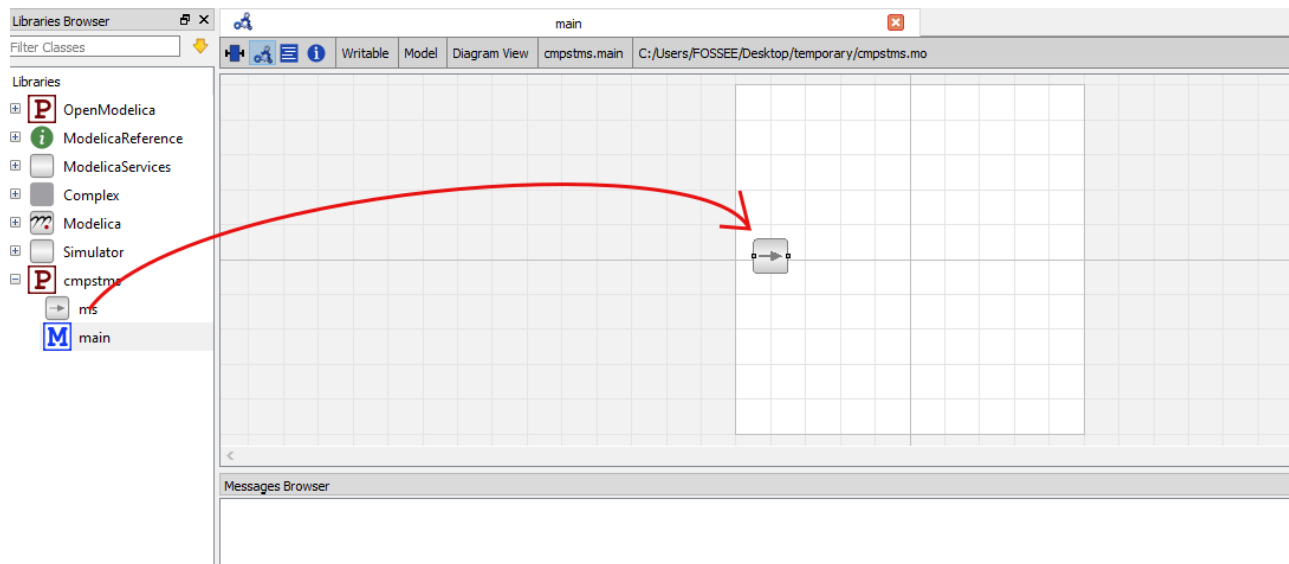 Libraries Browser
main
Filter Classes
Writable Model Diagram View cmpstms.main C:/Users/FOSSEE/Desktop/temporary/cmpstms.mo
Libraries
P OpenModelica
i ModelicaReference
ModelicaServices
Complex
Modelica
Simulator
P cmpstms
ms
M main
Messages Browser